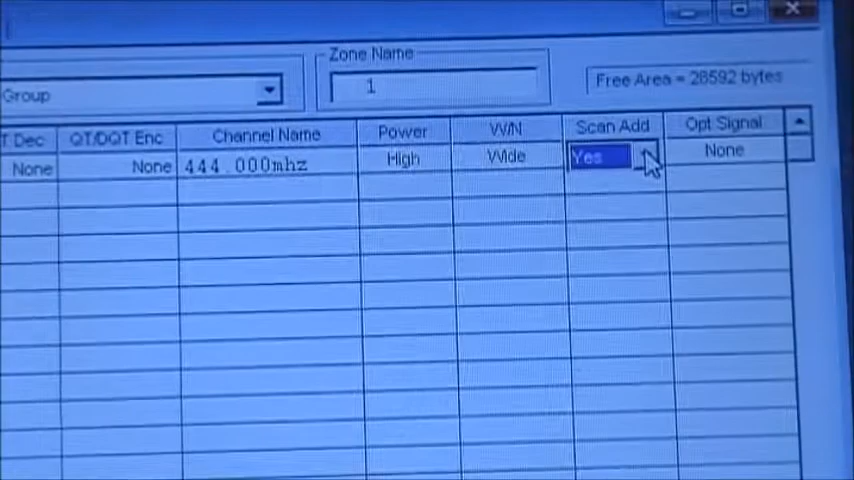 Zone Name
Group
1
Free Area = 28592 bytes
T Dec QT/DQT Enc Channel Name Power W/N Scan Add Opt Signal
None None 444.000mhz High Wide Yes None